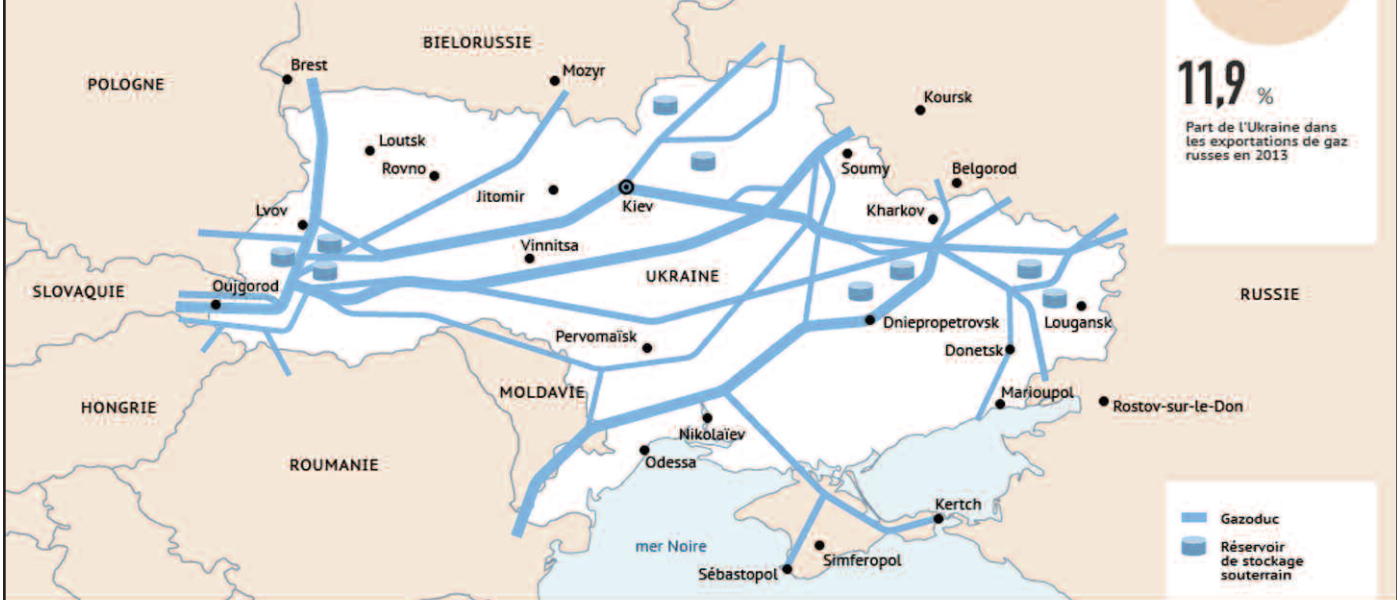 BIELORUSSIE
POLOGNE
Brest
Mozyr
Koursk
Loutsk
Rovno
Jitomir
Soumy
Belgorod
Lvov
Kiev
Kharkov
Vinnitsa
UKRAINE
SLOVAQUIE
Oujgorod
RUSSIE
Pervomaïsk
Dniepropetrovsk
Lougansk
Donetsk
HONGRIE
MOLDAVIE
Marioupol
Rostov-sur-le-Don
Nikolaïev
Odessa
ROUMANIE
Kertch
mer Noire
Simferopol
Sébastopol
11,9 %
Part de l'Ukraine dans
les exportations de gaz
russes en 2013
Gazoduc
Réservoir
de stockage
souterrain